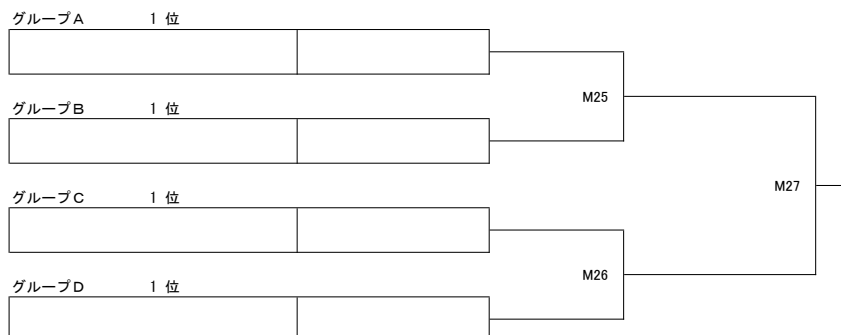 グループA 1 位
M25
グループB 1 位
M27
グループC 1 位
M26
グループD 1 位